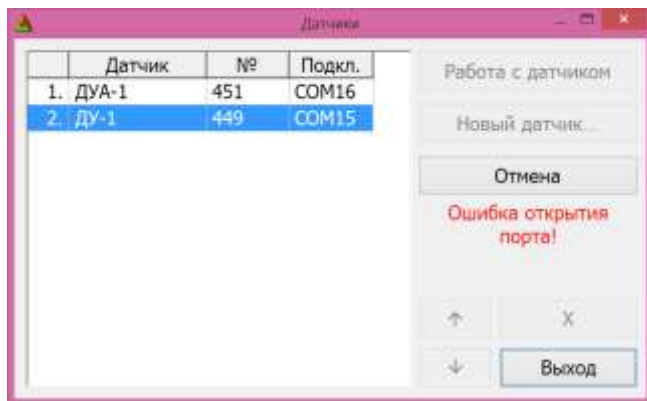 Датчики
Датчик № Подкл.
1. ДУА-1 451 COM16
2. ДУ-1 449 COM15
Работа с датчиком
Новый датчик...
Отмена
Ошибка открытия
порта!
↑ X
↓ Выход